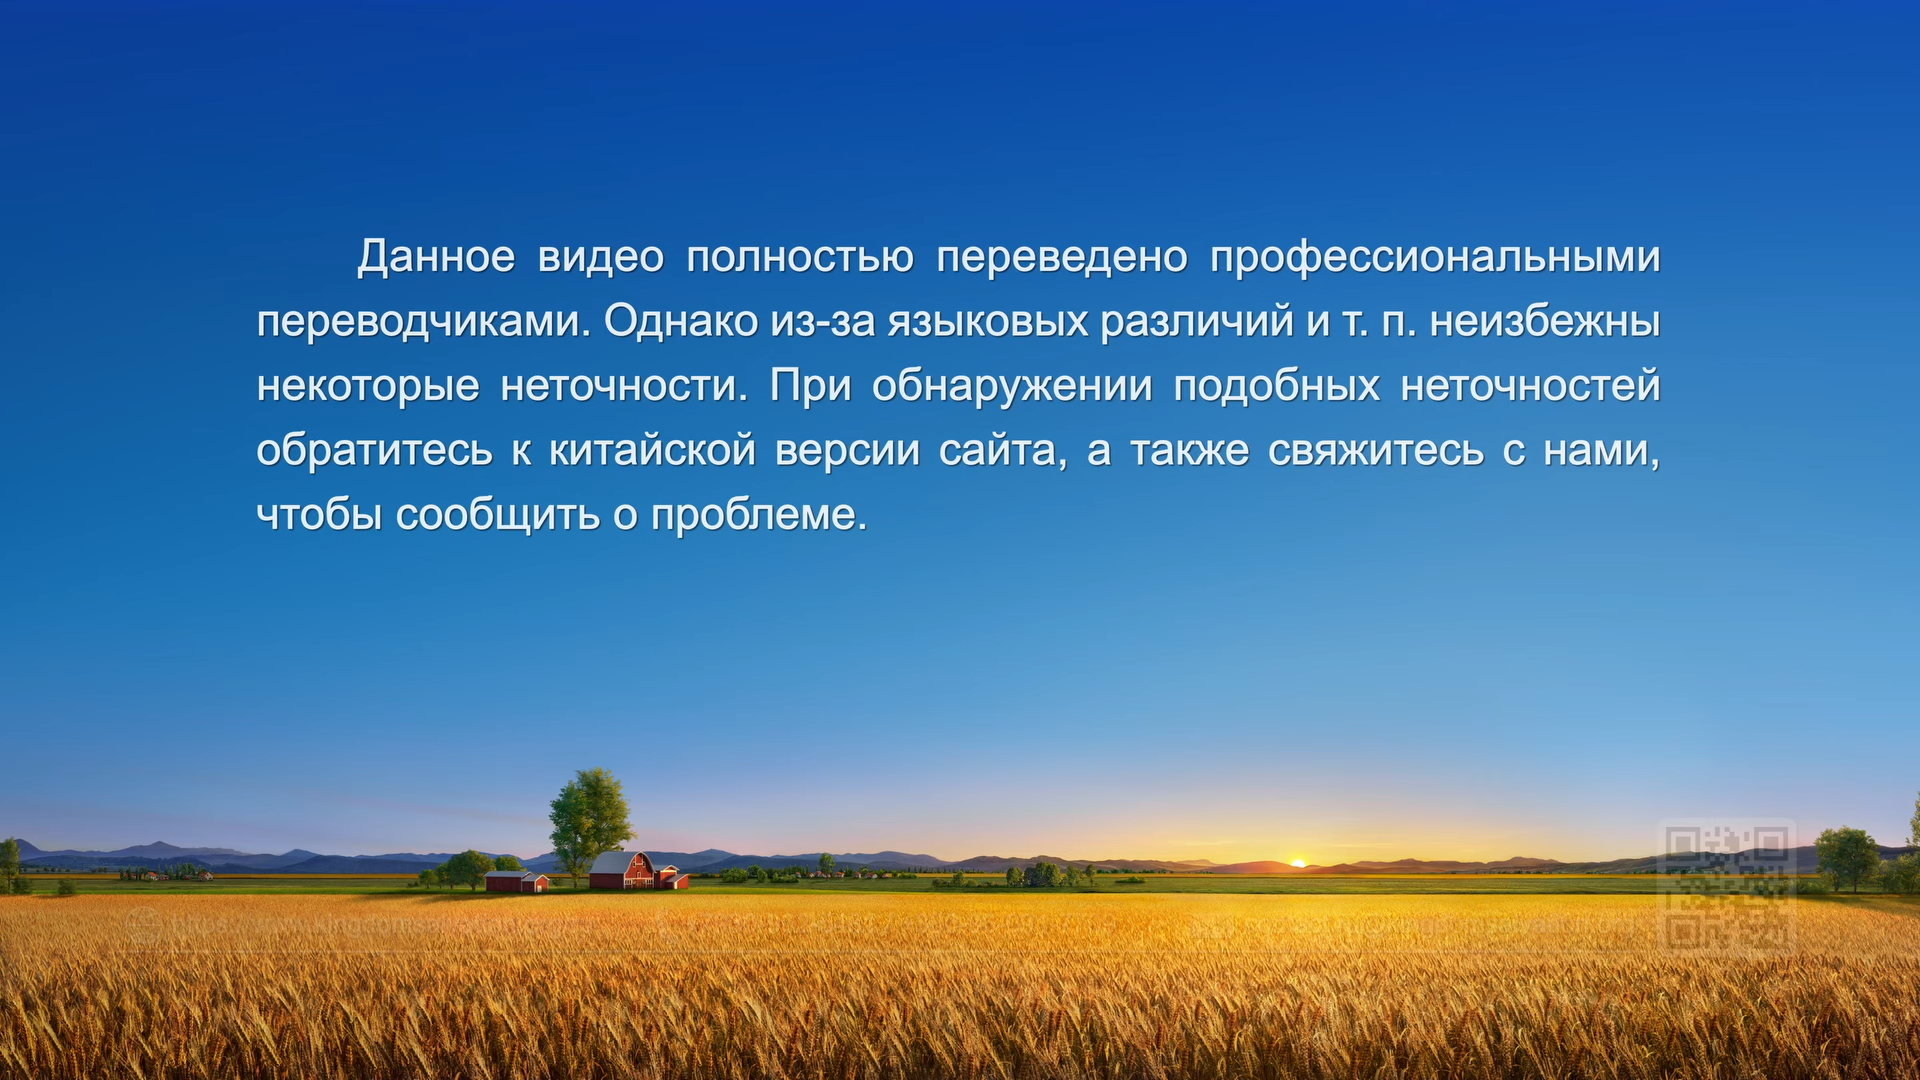 Данное видео полностью переведено профессиональными
переводчиками. Однако из-за языковых различий и т. п. неизбежны
некоторые неточности. При обнаружении подобных неточностей
обратитесь к китайской версии сайта, а также свяжитесь с нами,
чтобы сообщить о проблеме.